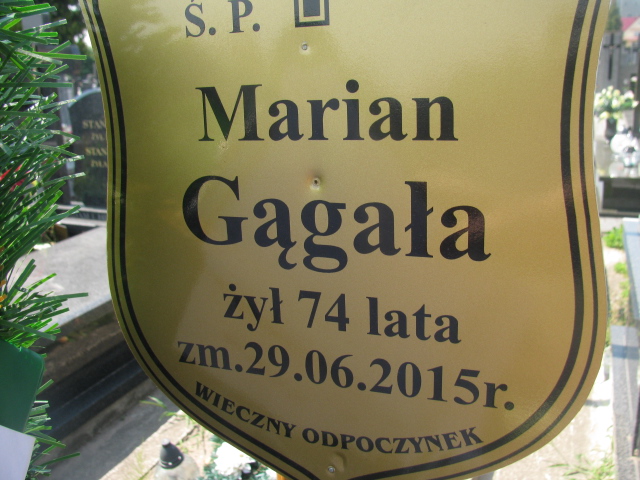 Ś. P.
Marian
Gągała
żył 74 lata
zm.29.06.2015r.
WIECZNY ODPOCZYNEK